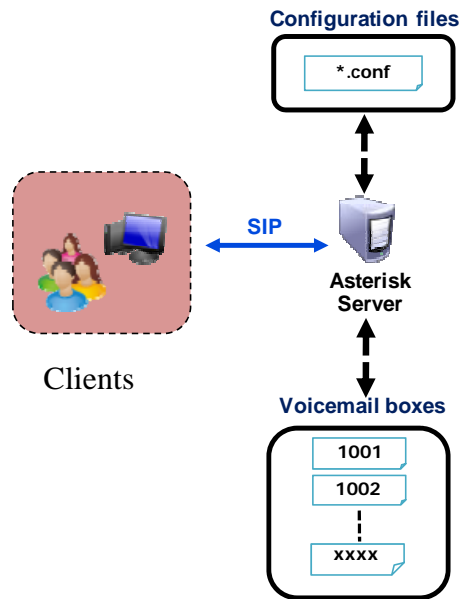 Configuration files
*.conf
SIP
Asterisk
Server
Clients
Voicemail boxes
1001
1002
xxxx